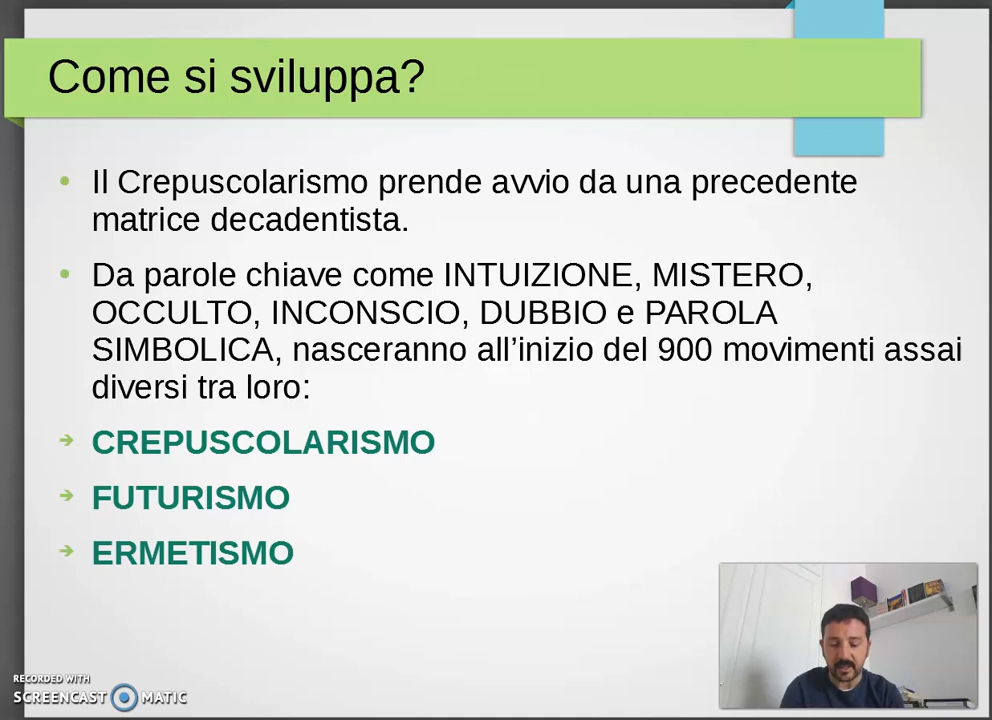 Come si sviluppa?
Il Crepuscolarismo prende avvio da una precedente
matrice decadentista.
Da parole chiave come INTUIZIONE, MISTERO,
OCCULTO, INCONSCIO, DUBBIO e PAROLA
SIMBOLICA, nasceranno all’inizio del 900 movimenti assai
diversi tra loro:
CREPUSCOLARISMO
FUTURISMO
ERMETISMO
RECORDED WITH
SCREENCAST MATIC